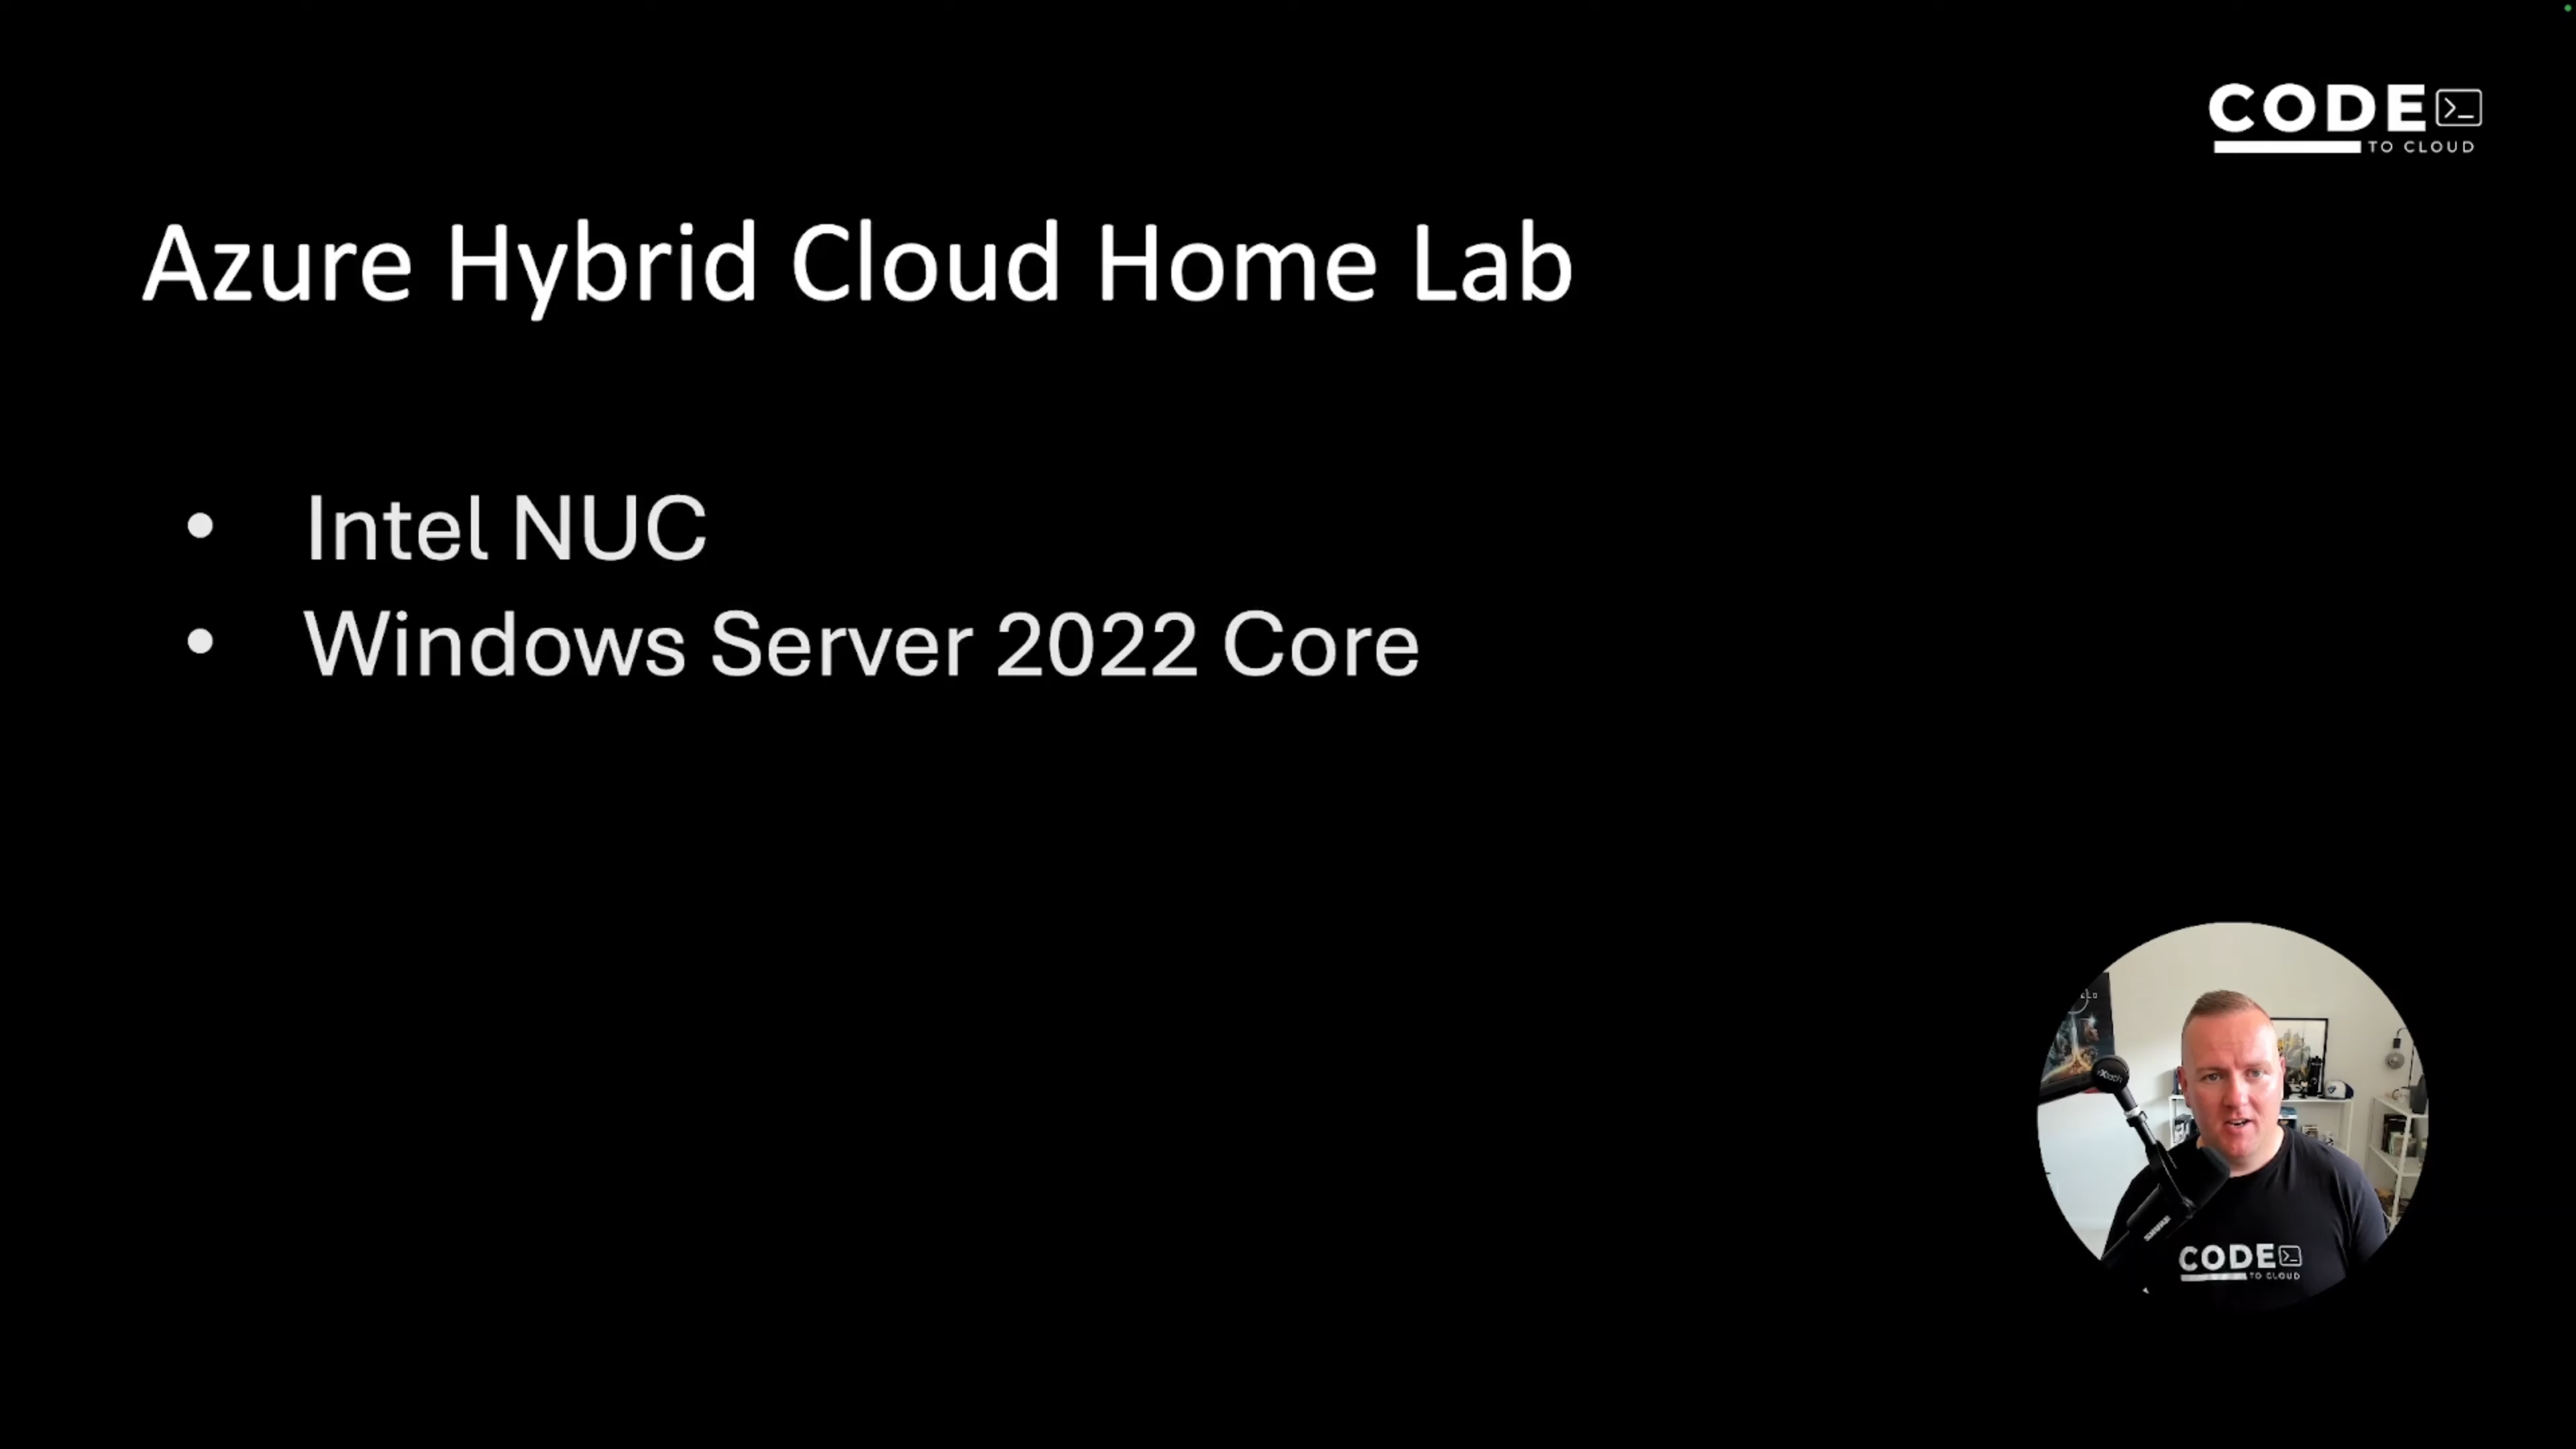 CODE >_
TO CLOUD
Azure Hybrid Cloud Home Lab
• Intel NUC
• Windows Server 2022 Core
CODE >_
TO CLOUD